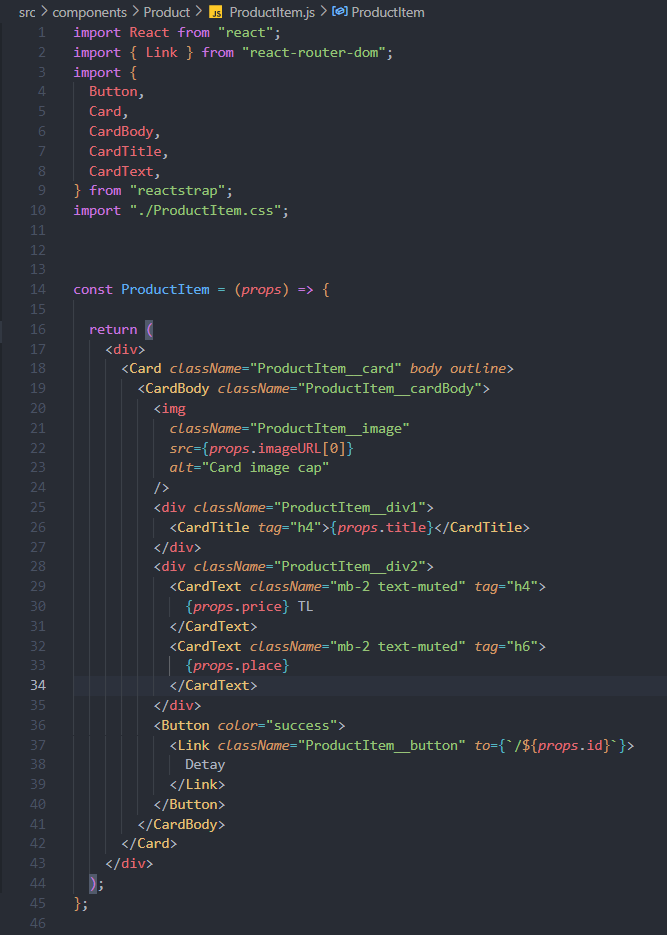 src > components > Product > JS ProductItem.js > ProductItem
1 import React from "react";
2 import { Link } from "react-router-dom";
3 import {
4   Button,
5   Card,
6   CardBody,
7   CardTitle,
8   CardText,
9 } from "reactstrap";
10 import "./ProductItem.css";
11
12
13
14 const ProductItem = (props) => {
15
16   return (
17     <div>
18       <Card className="ProductItem__card" body outline>
19         <CardBody className="ProductItem__cardBody">
20           <img
21             className="ProductItem__image"
22             src={props.imageURL[0]}
23             alt="Card image cap"
24           />
25           <div className="ProductItem__div1">
26             <CardTitle tag="h4">{props.title}</CardTitle>
27           </div>
28           <div className="ProductItem__div2">
29             <CardText className="mb-2 text-muted" tag="h4">
30               {props.price} TL
31             </CardText>
32             <CardText className="mb-2 text-muted" tag="h6">
33               {props.place}
34             </CardText>
35           </div>
36           <Button color="success">
37             <Link className="ProductItem__button" to={`/${props.id}`}>
38               Detay
39             </Link>
40           </Button>
41         </CardBody>
42       </Card>
43     </div>
44   );
45 };
46